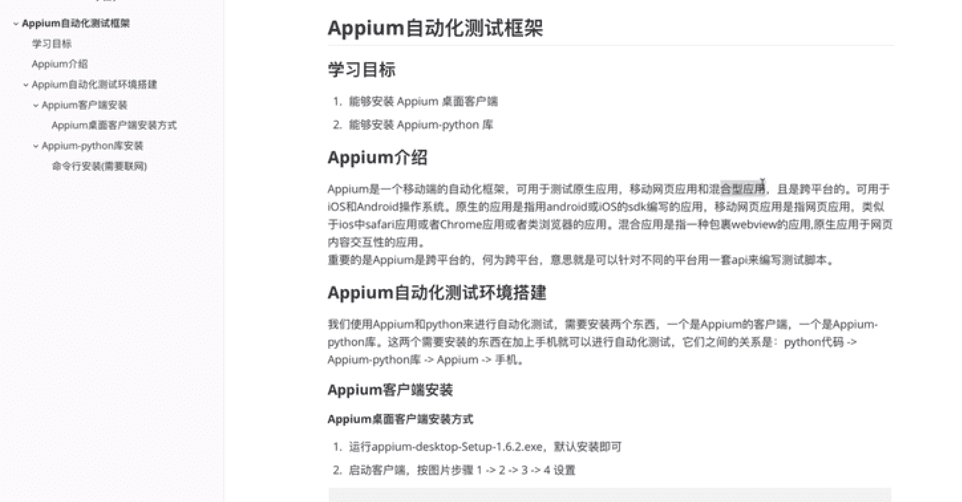 Appium自动化测试框架
学习目标
Appium介绍
Appium自动化测试环境搭建
Appium客户端安装
Appium桌面客户端安装方式
Appium-python库安装
命令行安装(需要联网)
Appium自动化测试框架
学习目标
1. 能够安装 Appium 桌面客户端
2. 能够安装 Appium-python 库
Appium介绍
Appium是一个移动端的自动化框架，可用于测试原生应用，移动网页应用和混合型应用，且是跨平台的。可用于
iOS和Android操作系统。原生的应用是指用android或iOS的sdk编写的应用，移动网页应用是指网页应用，类似
于ios中safari应用或者Chrome应用或者类浏览器的应用。混合应用是指一种包裹webview的应用,原生应用于网页
内容交互性的应用。
重要的是Appium是跨平台的，何为跨平台，意思就是可以针对不同的平台用一套api来编写测试脚本。
Appium自动化测试环境搭建
我们使用Appium和python来进行自动化测试，需要安装两个东西，一个是Appium的客户端，一个是Appium-
python库。这两个需要安装的东西在加上手机就可以进行自动化测试，它们之间的关系是：python代码 ->
Appium-python库 -> Appium -> 手机。
Appium客户端安装
Appium桌面客户端安装方式
1. 运行appium-desktop-Setup-1.6.2.exe，默认安装即可
2. 启动客户端，按图片步骤 1 -> 2 -> 3 -> 4 设置